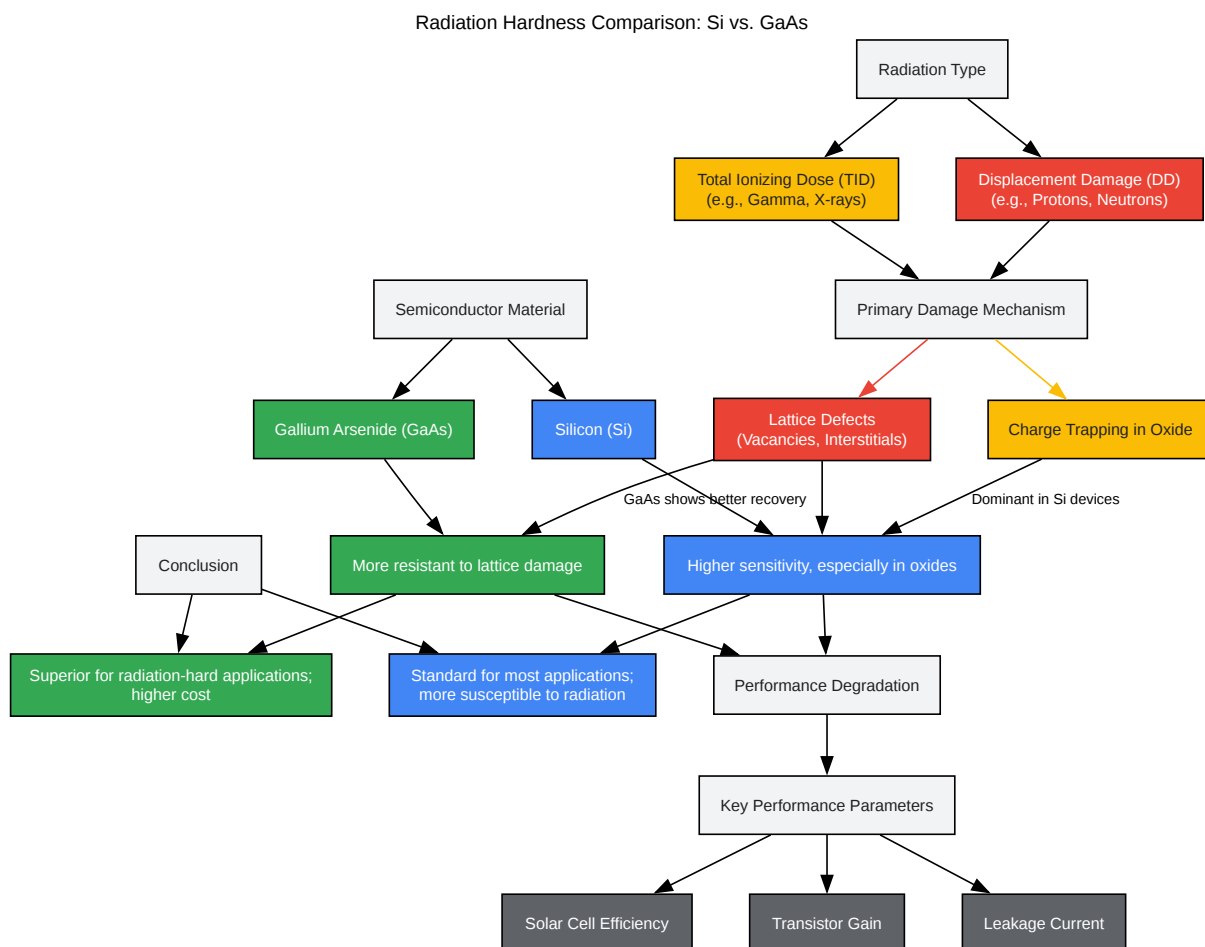 Radiation Hardness Comparison: Si vs. GaAs
Radiation Type
Total Ionizing Dose (TID)
(e.g., Gamma, X-rays)
Displacement Damage (DD)
(e.g., Protons, Neutrons)
Semiconductor Material
Primary Damage Mechanism
Gallium Arsenide (GaAs)
Silicon (Si)
Lattice Defects
(Vacancies, Interstitials)
Charge Trapping in Oxide
GaAs shows better recovery
Dominant in Si devices
Conclusion
More resistant to lattice damage
Higher sensitivity, especially in oxides
Superior for radiation-hard applications;
higher cost
Standard for most applications;
more susceptible to radiation
Performance Degradation
Key Performance Parameters
Solar Cell Efficiency
Transistor Gain
Leakage Current